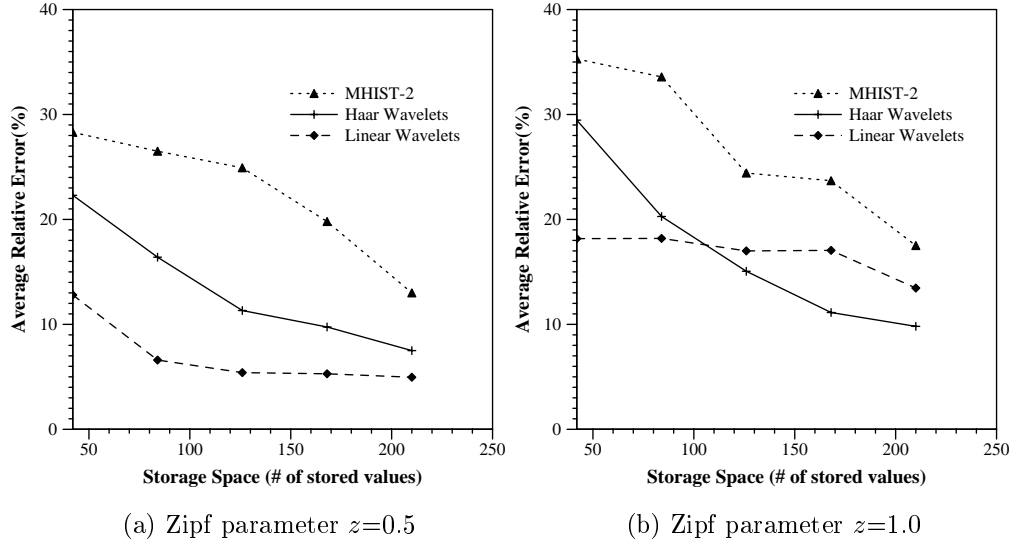 40
30
20
10
0
Average Relative Error(%)
MHIST-2
Haar Wavelets
Linear Wavelets
50 100 150 200 250
Storage Space (# of stored values)
(a) Zipf parameter z=0.5
40
30
20
10
0
Average Relative Error(%)
MHIST-2
Haar Wavelets
Linear Wavelets
50 100 150 200 250
Storage Space (# of stored values)
(b) Zipf parameter z=1.0